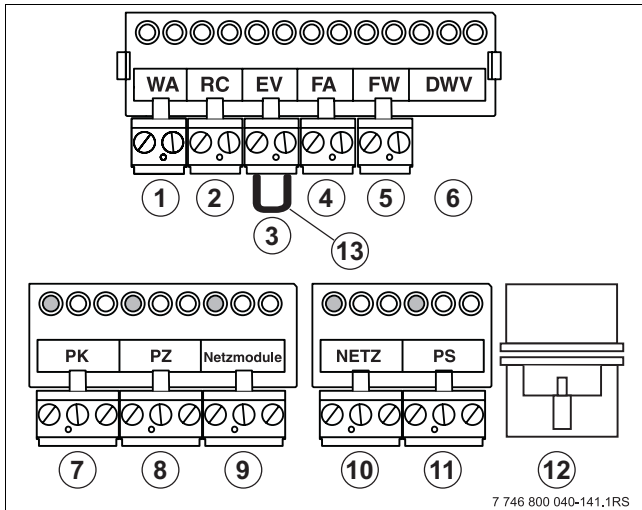 WA RC EV FA FW DWV
1 2 3 4 5 6
13
PK PZ Netzmodule NETZ PS
7 8 9 10 11 12
7 746 800 040-141.1RS